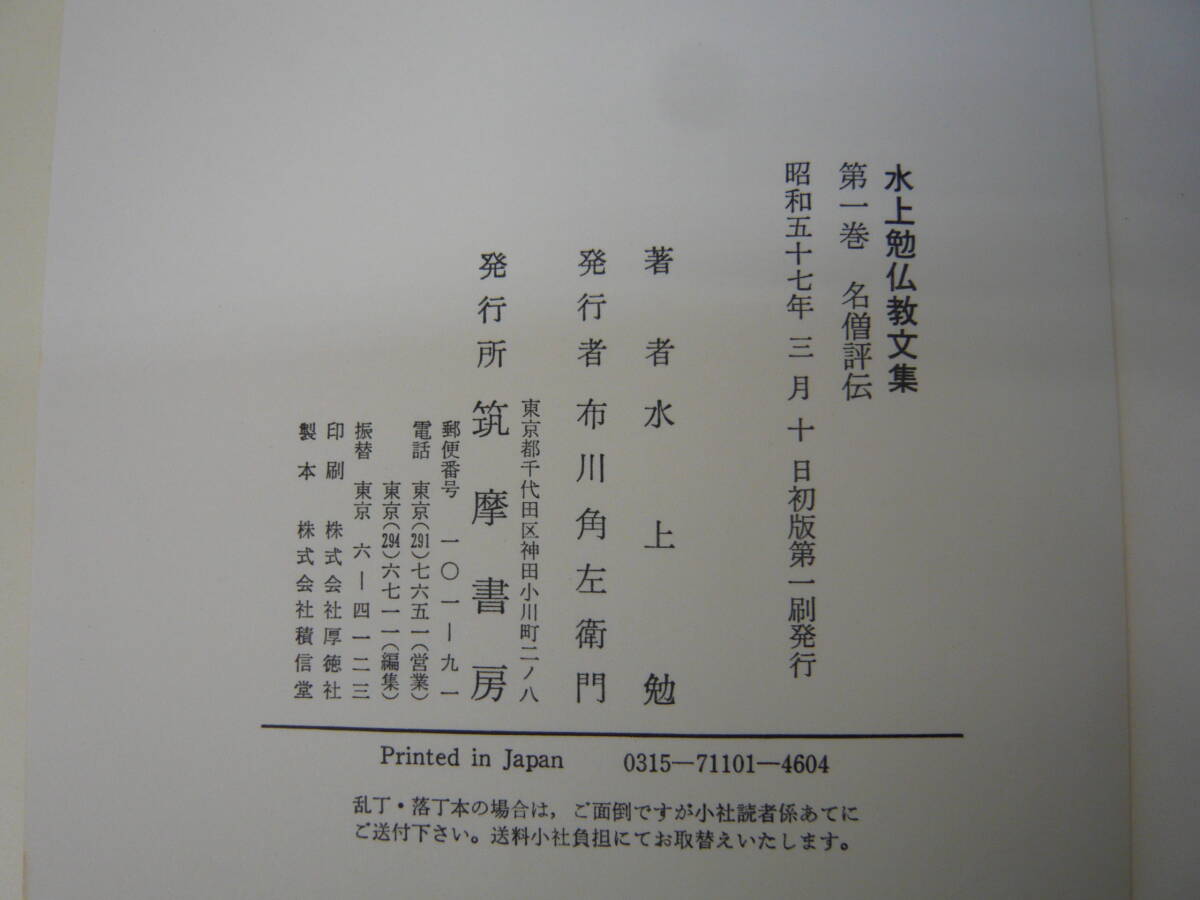 水上勉仏教文集
第一巻 名僧評伝
昭和五十七年三月十日初版第一刷発行
著者 水上勉
発行者 布川角左衛門
発行所 筑摩書房
東京都千代田区神田小川町二ノ八
郵便番号 一〇一―九一
電話 東京(291)七六五一(営業)
東京(294)六七一一(編集)
振替 東京 六―四一二三
印刷 株式会社厚徳社
製本 株式会社積信堂
Printed in Japan 0315―71101―4604
乱丁・落丁本の場合は,ご面倒ですが小社読者係あてに
ご送付下さい。送料小社負担にてお取替えいたします。